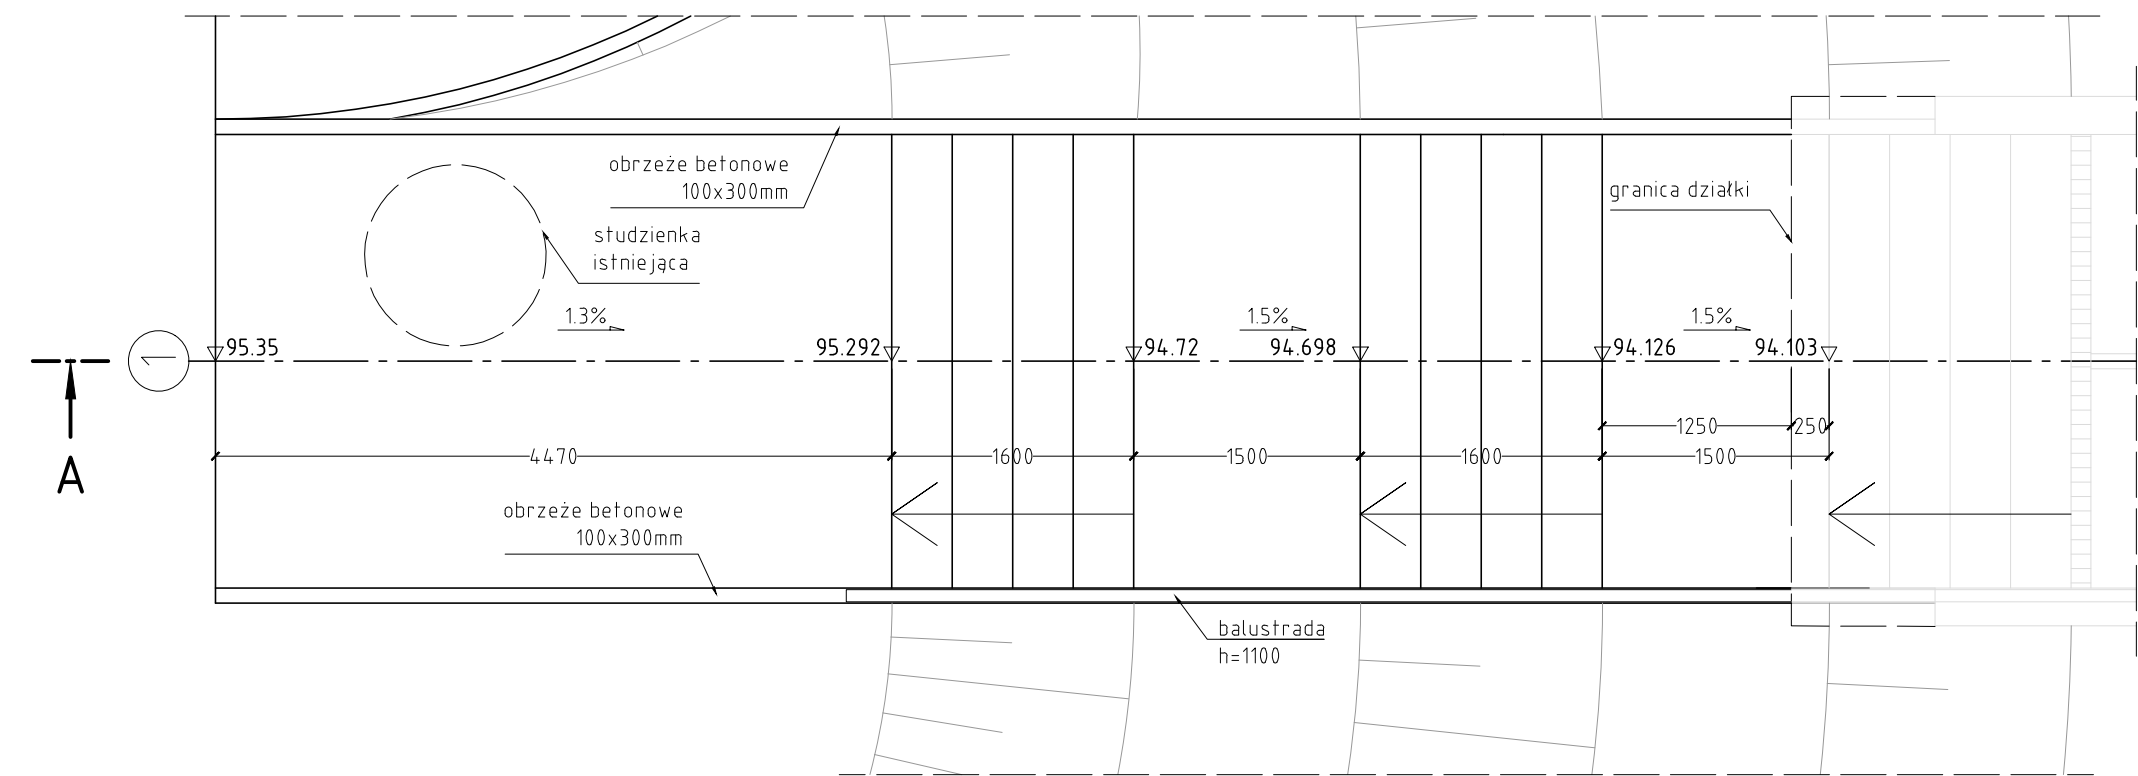 obrzeże betonowe
100x300mm
granica działki
studzienka
istniejąca
1.3%
1.5%
1.5%
1
95.35
95.292
94.72
94.698
94.126
94.103
1250
250
4470
1600
1500
1600
1500
A
obrzeże betonowe
100x300mm
balustrada
h=1100